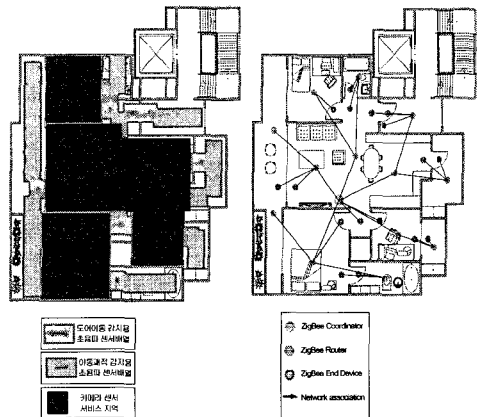 도어이동 감지용
초음파 센서배열
이동궤적 감지용
초음파 센서배열
카메라 센서
서비스 지역
ZigBee Coordinator
ZigBee Router
ZigBee End Device
Network association